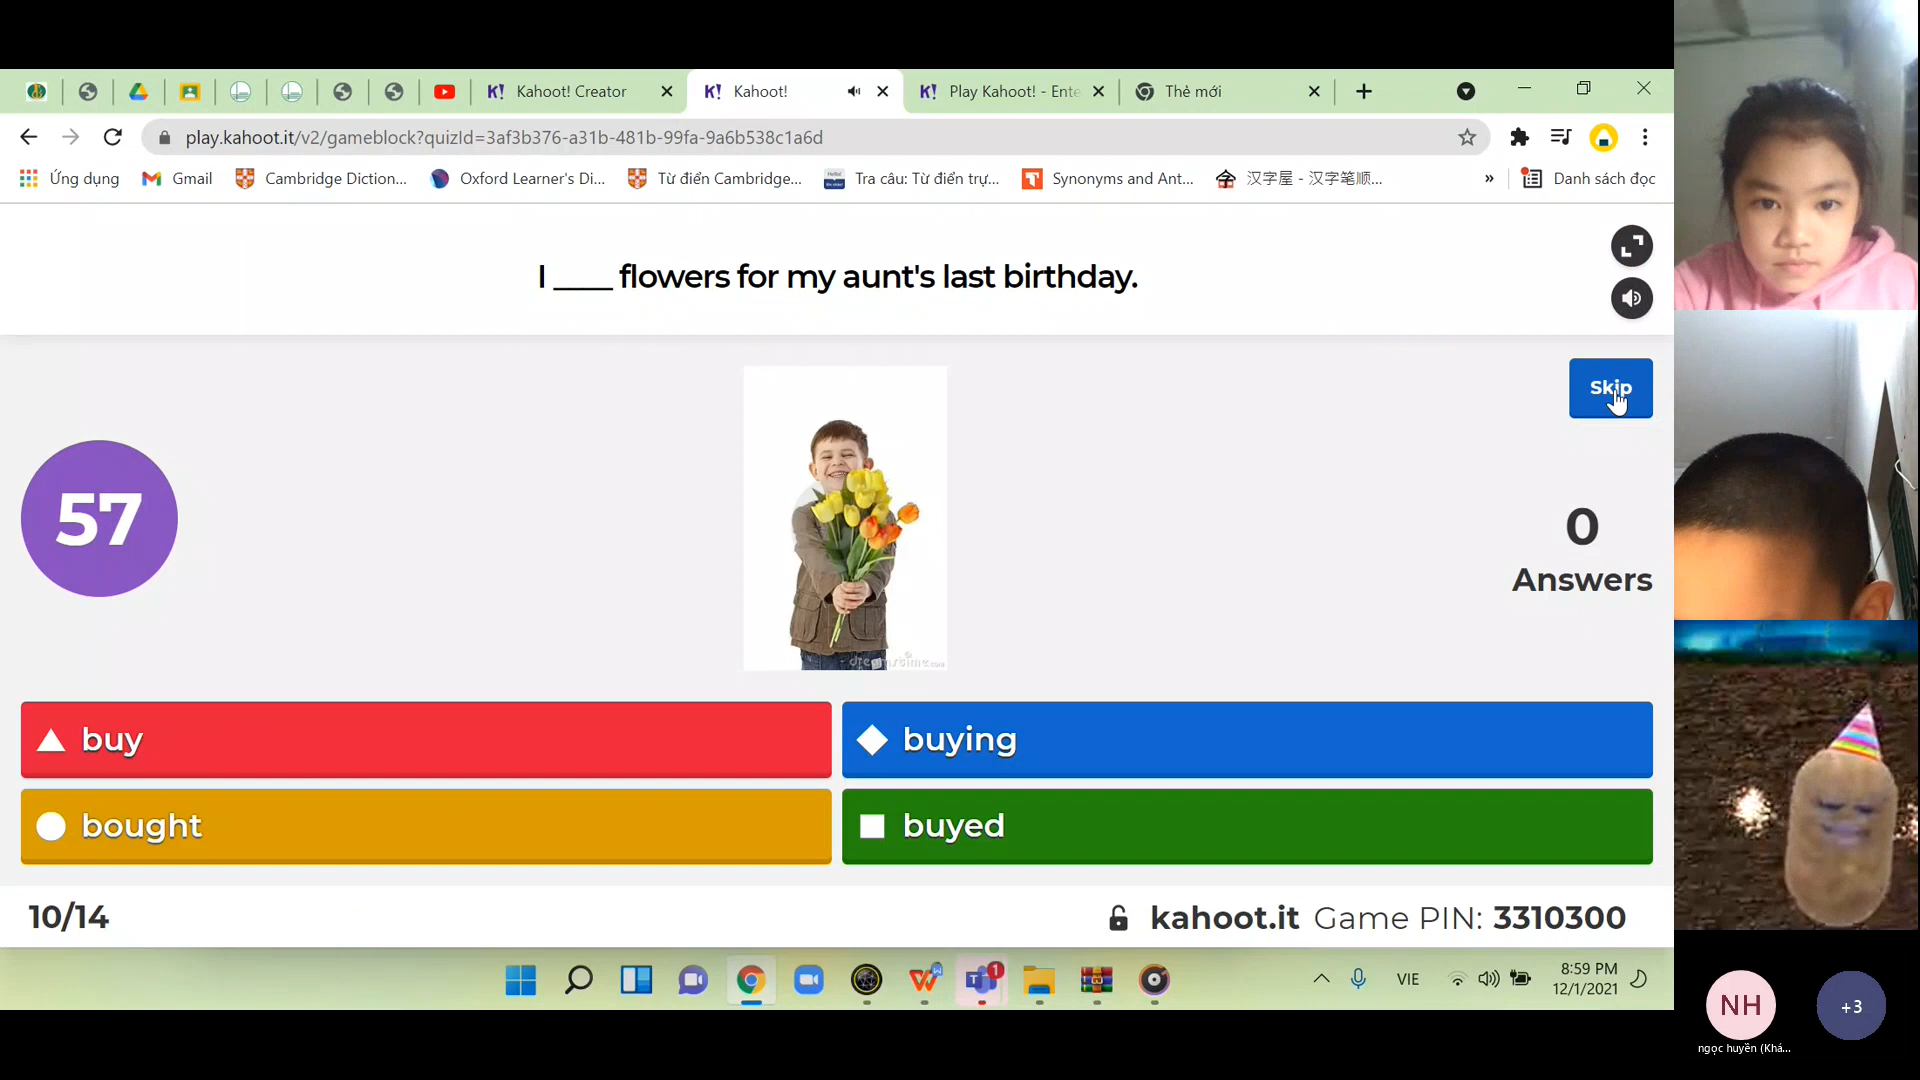 Kahoot! Creator
Kahoot!
Play Kahoot! - Ente
Thẻ mới
play.kahoot.it/v2/gameblock?quizId=3af3b376-a31b-481b-99fa-9a6b538c1a6d
Ứng dụng
Gmail
Cambridge Diction...
Oxford Learner's Di...
Từ điển Cambridge...
Tra câu: Từ điển trự...
Synonyms and Ant...
汉字屋 - 汉字笔顺...
»
Danh sách đọc
I ____ flowers for my aunt's last birthday.
Skip
57
0
Answers
dreamstime.com
buy
buying
bought
buyed
10/14
kahoot.it Game PIN: 3310300
1
VIE
8:59 PM
12/1/2021
NH
+3
ngọc huyền (Khá...